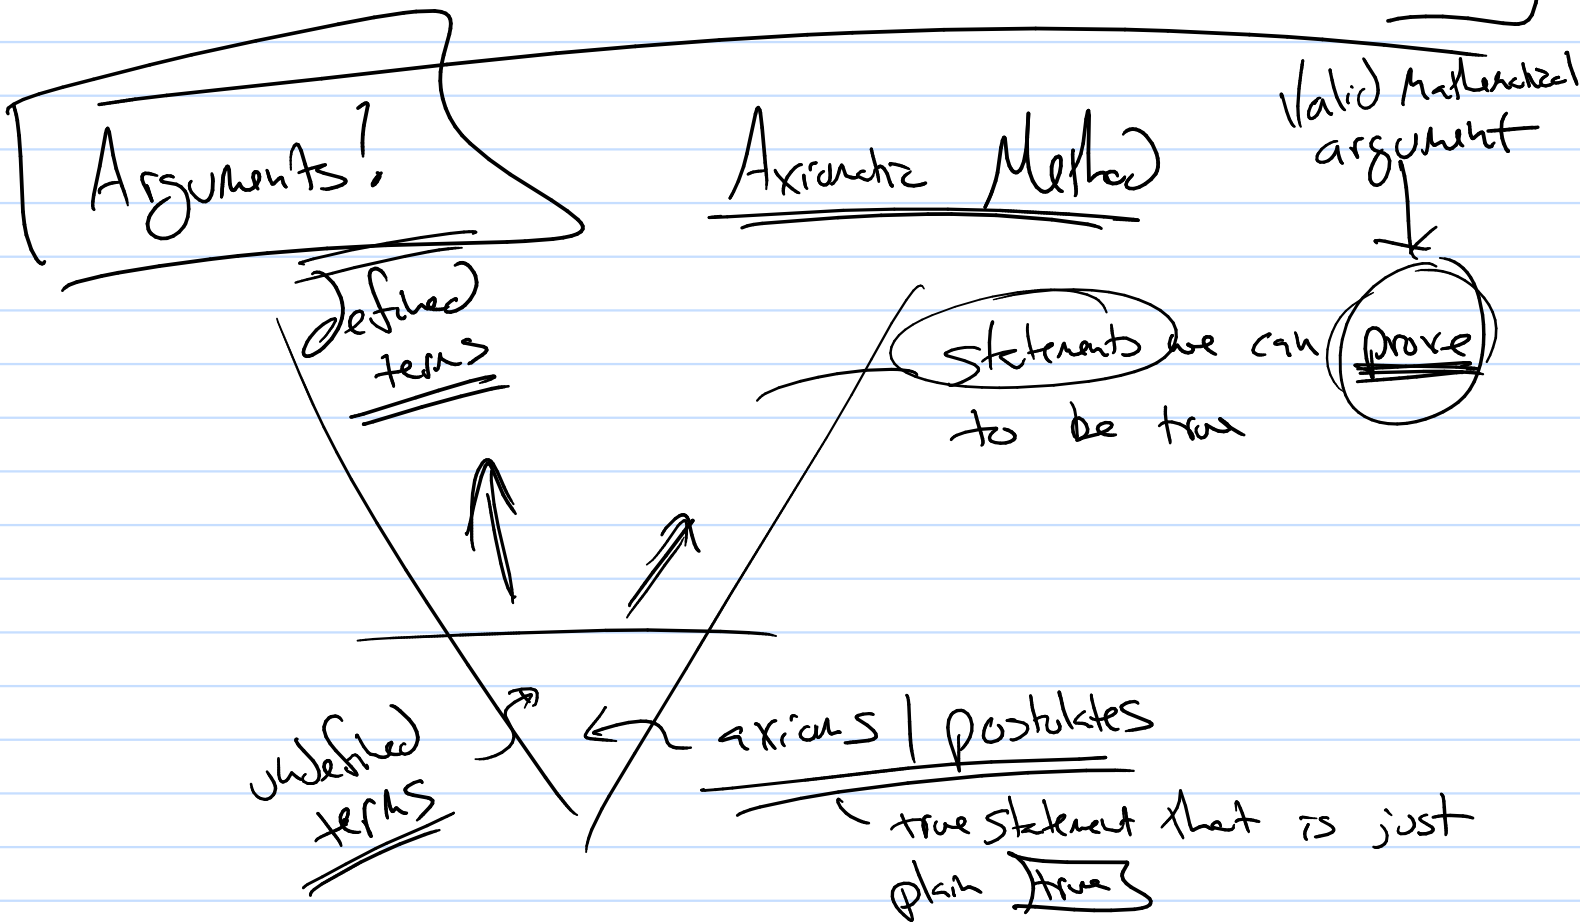 Valid Mathematical
argument
Arguments!
Axiomatic Method
defined
terms
statements we can prove
to be true
undefined
terms
axioms | postulates
true statement that is just
plain true